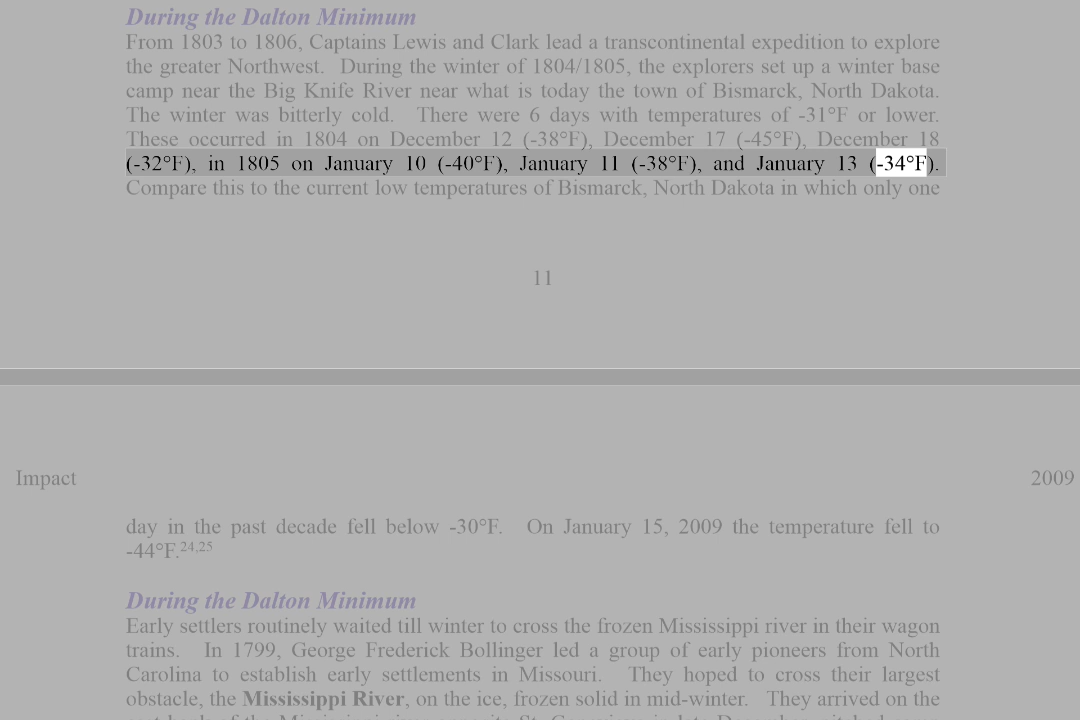 During the Dalton Minimum
From 1803 to 1806, Captains Lewis and Clark lead a transcontinental expedition to explore
the greater Northwest. During the winter of 1804/1805, the explorers set up a winter base
camp near the Big Knife River near what is today the town of Bismarck, North Dakota.
The winter was bitterly cold. There were 6 days with temperatures of -31°F or lower.
These occurred in 1804 on December 12 (-38°F), December 17 (-45°F), December 18
(-32°F), in 1805 on January 10 (-40°F), January 11 (-38°F), and January 13 (-34°F).
Compare this to the current low temperatures of Bismarck, North Dakota in which only one
11
Impact 2009
day in the past decade fell below -30°F. On January 15, 2009 the temperature fell to
-44°F.24,25
During the Dalton Minimum
Early settlers routinely waited till winter to cross the frozen Mississippi river in their wagon
trains. In 1799, George Frederick Bollinger led a group of early pioneers from North
Carolina to establish early settlements in Missouri. They hoped to cross their largest
obstacle, the Mississippi River, on the ice, frozen solid in mid-winter. They arrived on the